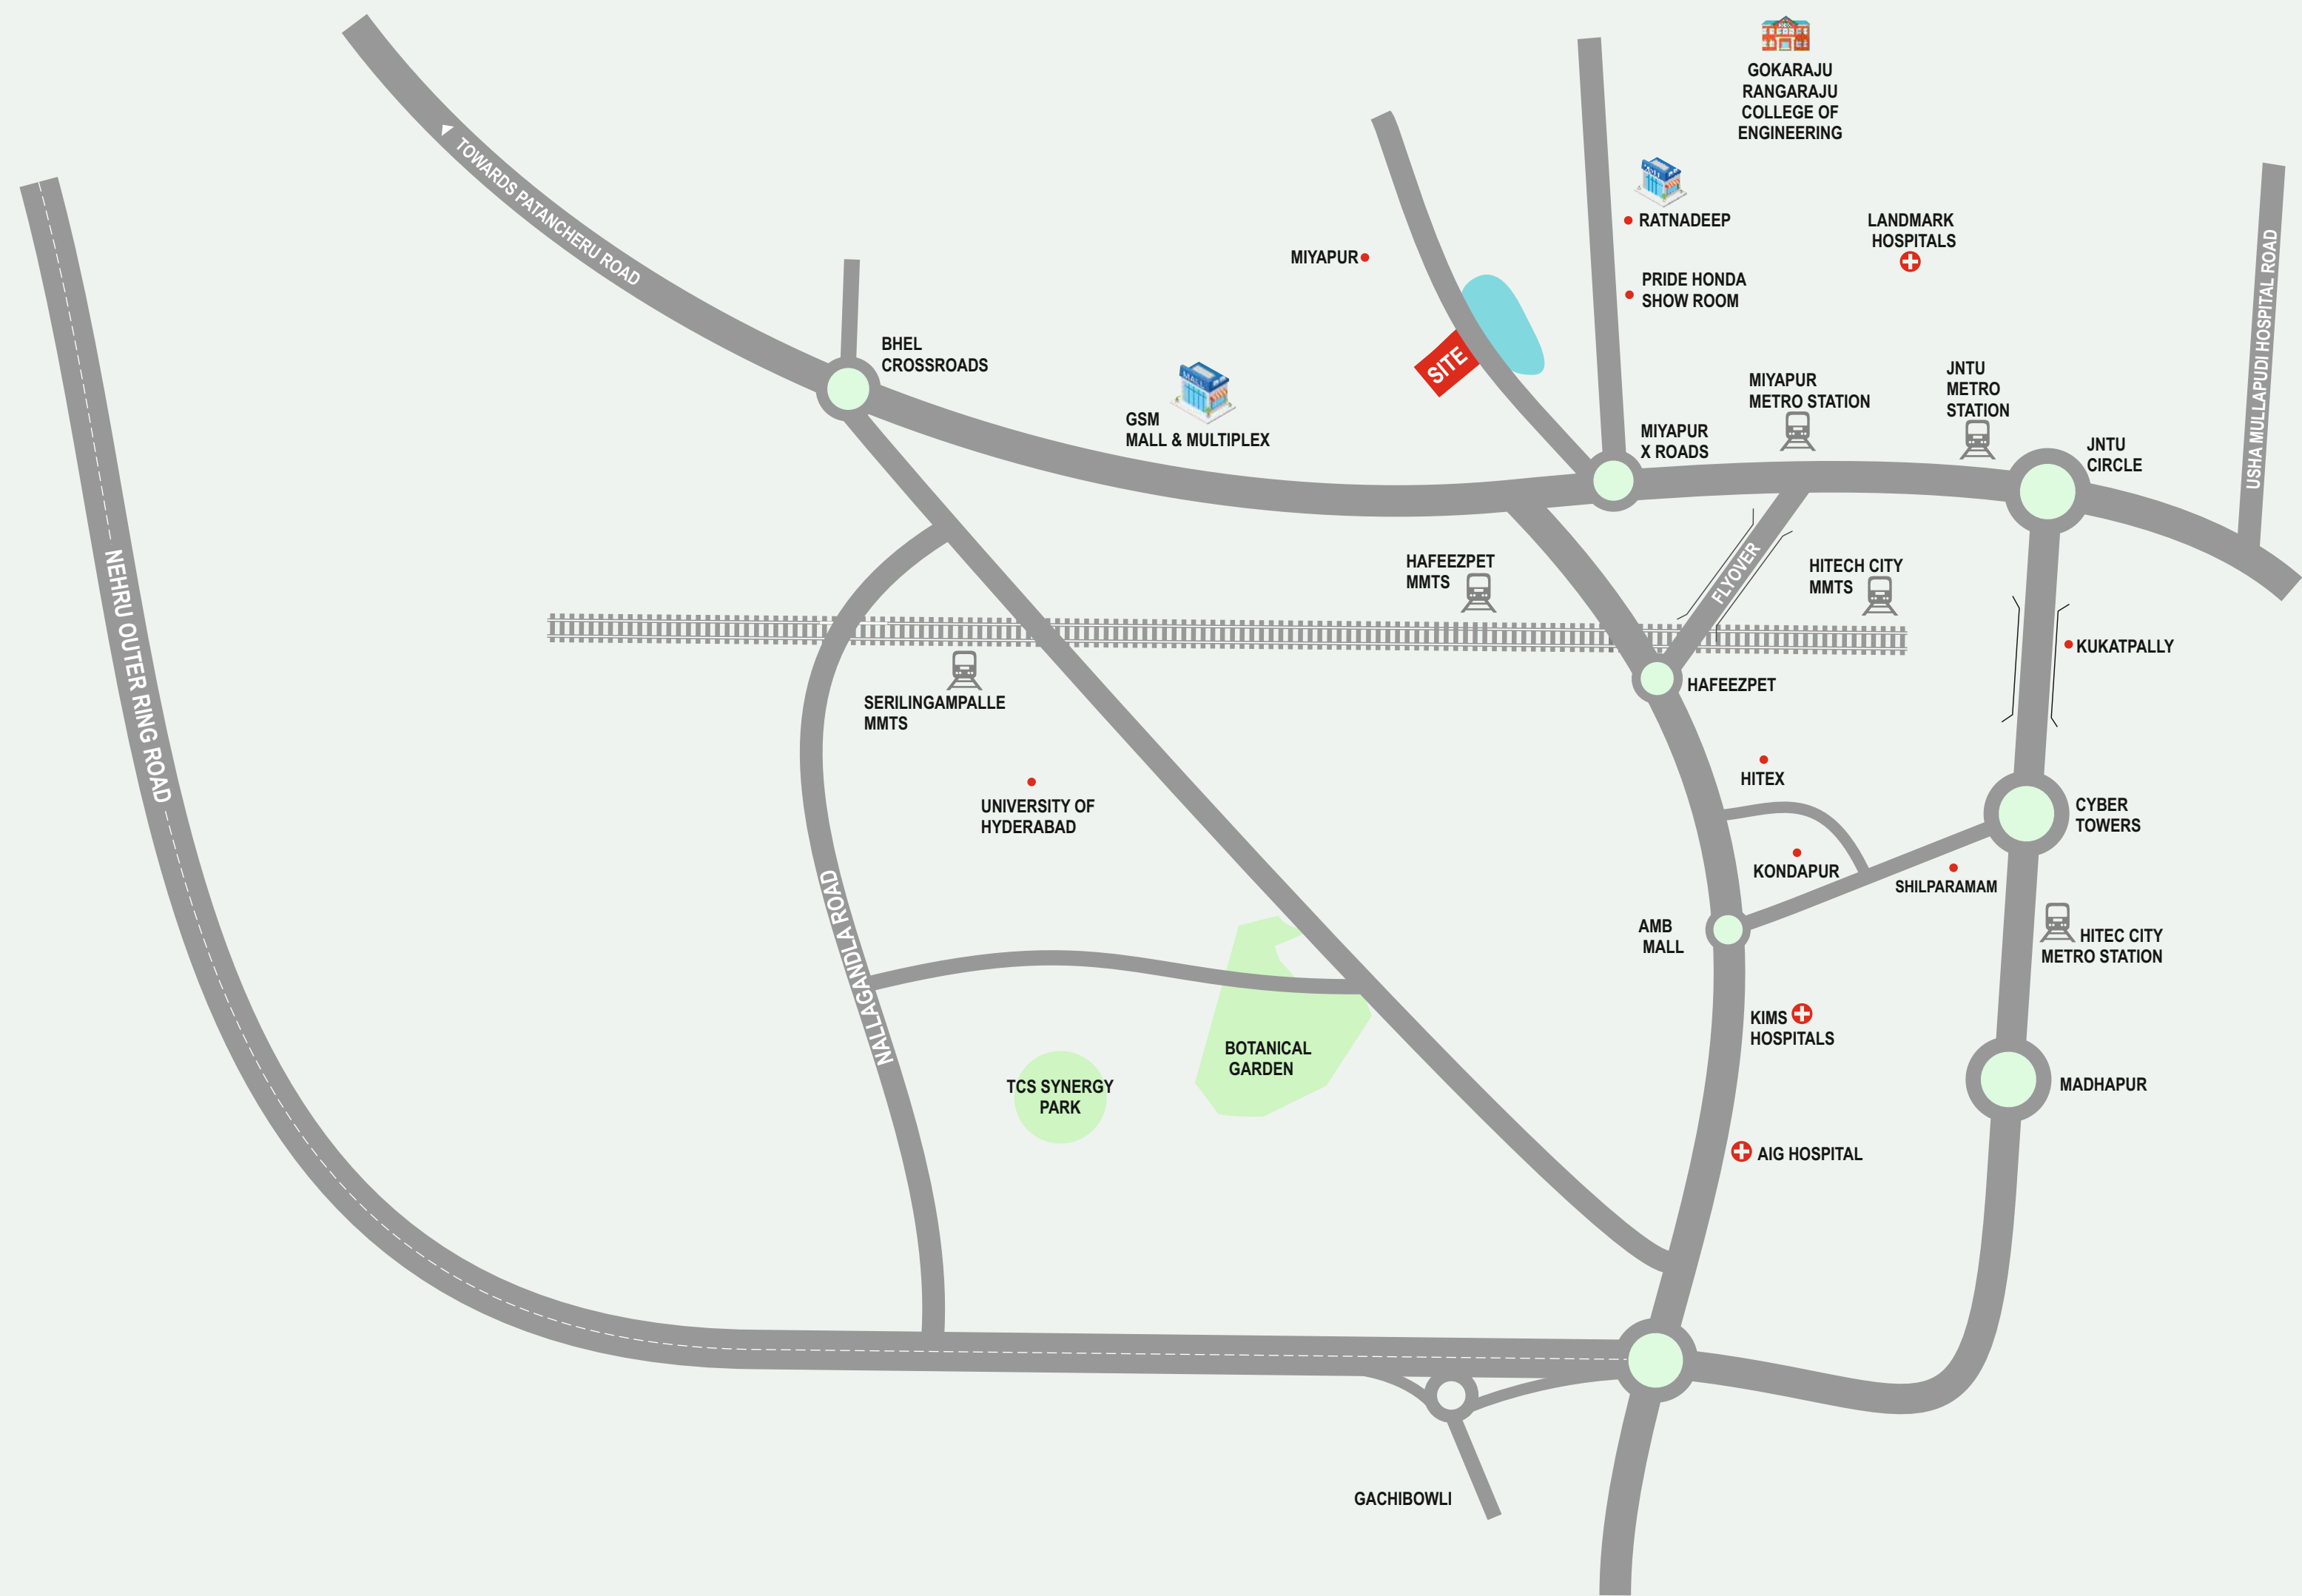 GOKARAJU
RANGARAJU
COLLEGE OF
ENGINEERING
TOWARDS PATANCHERU ROAD
RATNADEEP
LANDMARK
HOSPITALS
MIYAPUR
PRIDE HONDA
SHOW ROOM
USHA MULLAPUDI HOSPITAL ROAD
BHEL
CROSSROADS
SITE
MALL
GSM
MALL & MULTIPLEX
MIYAPUR
METRO STATION
JNTU
METRO
STATION
MIYAPUR
X ROADS
JNTU
CIRCLE
HAFEEZPET
MMTS
FLYOVER
HITECH CITY
MMTS
NEHRU OUTER RING ROAD
KUKATPALLY
SERILINGAMPALLE
MMTS
HAFEEZPET
HITEX
UNIVERSITY OF
HYDERABAD
CYBER
TOWERS
KONDAPUR
SHILPARAMAM
NALLAGANDLA ROAD
AMB
MALL
HITEC CITY
METRO STATION
KIMS
HOSPITALS
BOTANICAL
GARDEN
TCS SYNERGY
PARK
MADHAPUR
AIG HOSPITAL
GACHIBOWLI